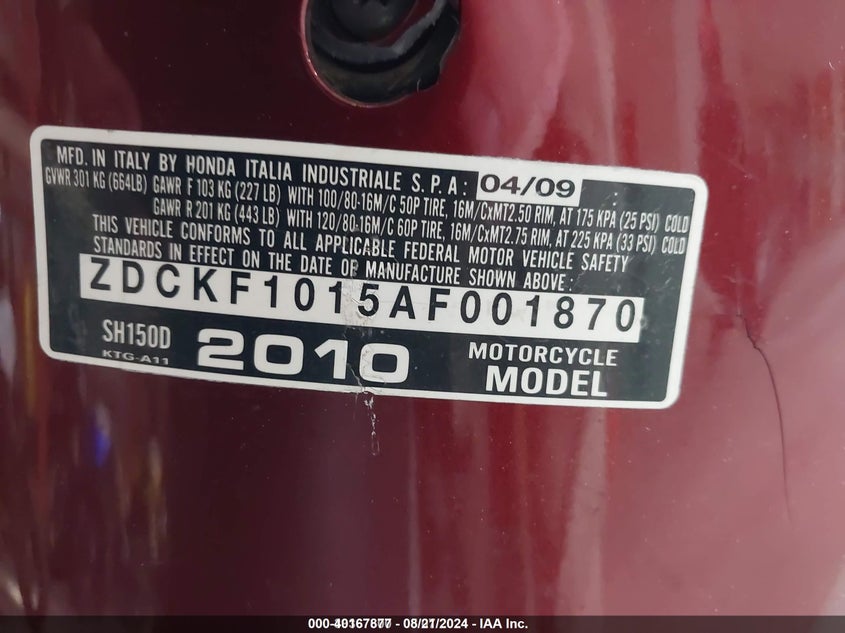 MFD. IN ITALY BY HONDA ITALIA INDUSTRIALE S. P. A : 04/09
GVWR 301 KG (664LB) GAWR F 103 KG (227 LB) WITH 100/80-16M/C 50P TIRE, 16M/CxMT2.50 RIM, AT 175 KPA (25 PSI) COLD
GAWR R 201 KG (443 LB) WITH 120/80-16M/C 60P TIRE, 16M/CxMT2.75 RIM, AT 225 KPA (33 PSI) COLD
THIS VEHICLE CONFORMS TO ALL APPLICABLE FEDERAL MOTOR VEHICLE SAFETY
STANDARDS IN EFFECT ON THE DATE OF MANUFACTURE SHOWN ABOVE :
ZDCKF1015AF001870
SH150D 2010 MOTORCYCLE
KTG-A11 MODEL
- 08/21/2024 - IAA Inc.